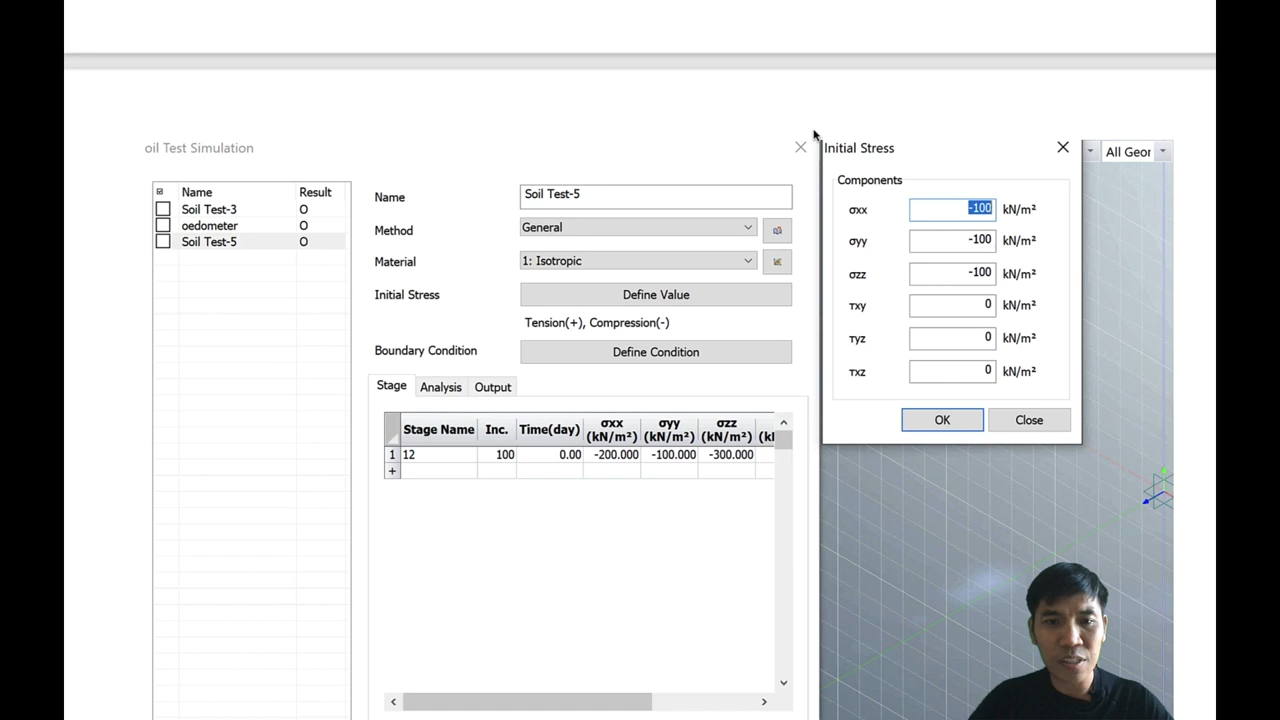 oil Test Simulation
Name Result
Soil Test-3 O
oedometer O
Soil Test-5 O
Name Soil Test-5
Method General
Material 1: Isotropic
Initial Stress Define Value
Tension(+), Compression(-)
Boundary Condition Define Condition
Stage Analysis Output
Stage Name Inc. Time(day) σxx (kN/m²) σyy (kN/m²) σzz (kN/m²)
1 12 100 0.00 -200.000 -100.000 -300.000
+
Initial Stress
Components
σxx -100 kN/m²
σyy -100 kN/m²
σzz -100 kN/m²
τxy 0 kN/m²
τyz 0 kN/m²
τxz 0 kN/m²
OK Close
All Geor